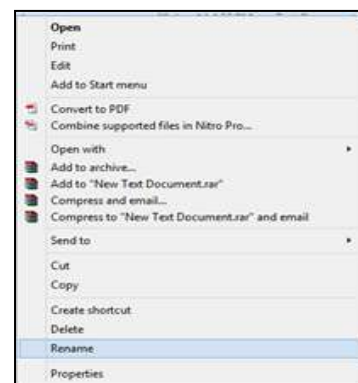 Open
Print
Edit
Add to Start menu
Convert to PDF
Combine supported files in Nitro Pro...
Open with
Add to archive...
Add to "New Text Document.rar"
Compress and email...
Compress to "New Text Document.rar" and email
Send to
Cut
Copy
Create shortcut
Delete
Rename
Properties